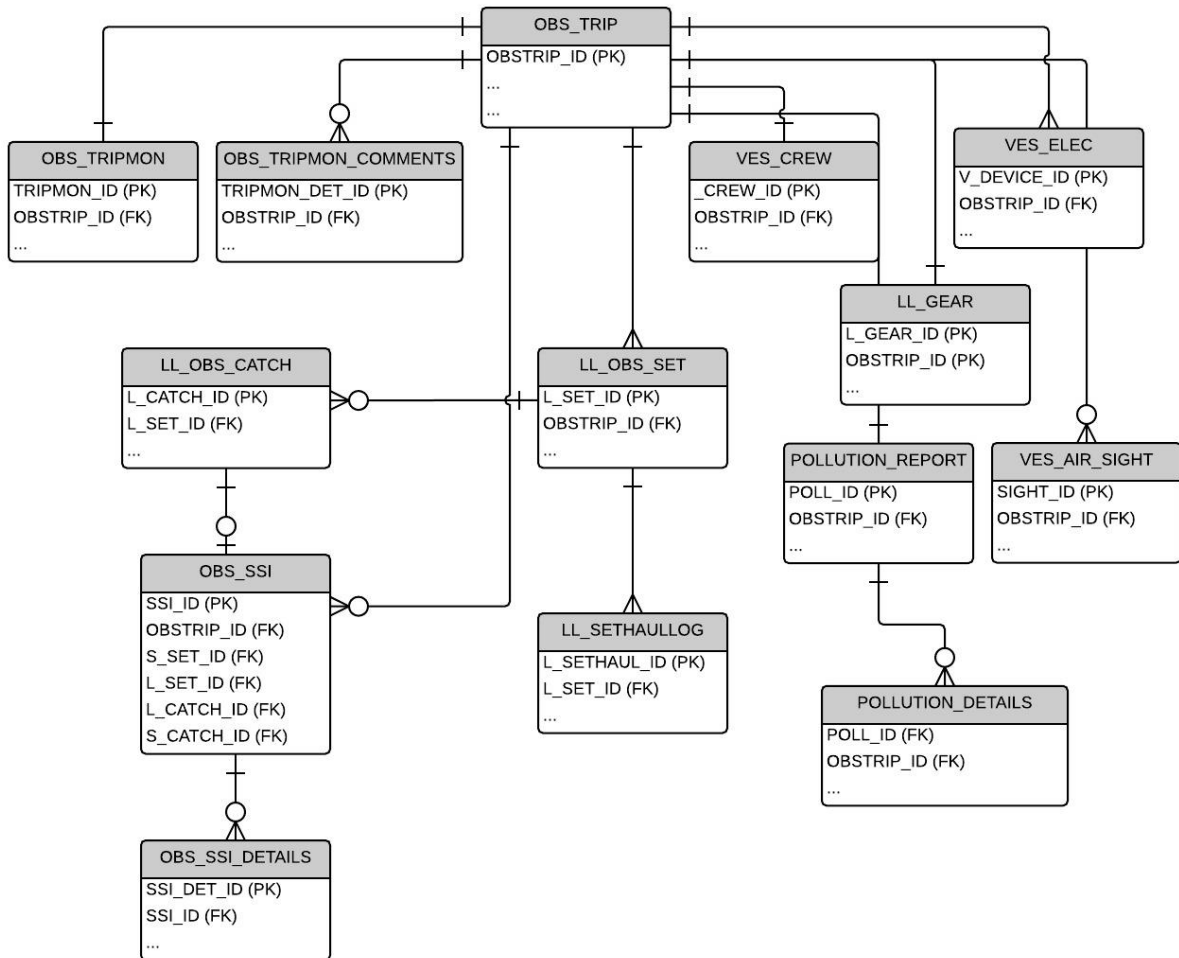 OBS_TRIP
OBSTRIP_ID (PK)
...
...
OBS_TRIPMON
TRIPMON_ID (PK)
OBSTRIP_ID (FK)
...
OBS_TRIPMON_COMMENTS
TRIPMON_DET_ID (PK)
OBSTRIP_ID (FK)
...
VES_CREW
_CREW_ID (PK)
OBSTRIP_ID (FK)
...
VES_ELEC
V_DEVICE_ID (PK)
OBSTRIP_ID (FK)
...
LL_GEAR
L_GEAR_ID (PK)
OBSTRIP_ID (PK)
...
LL_OBS_CATCH
L_CATCH_ID (PK)
L_SET_ID (FK)
...
LL_OBS_SET
L_SET_ID (PK)
OBSTRIP_ID (FK)
...
POLLUTION_REPORT
POLL_ID (PK)
OBSTRIP_ID (FK)
...
VES_AIR_SIGHT
SIGHT_ID (PK)
OBSTRIP_ID (FK)
...
OBS_SSI
SSI_ID (PK)
OBSTRIP_ID (FK)
S_SET_ID (FK)
L_SET_ID (FK)
L_CATCH_ID (FK)
S_CATCH_ID (FK)
LL_SETHAULLOG
L_SETHAUL_ID (PK)
L_SET_ID (FK)
...
POLLUTION_DETAILS
POLL_ID (FK)
OBSTRIP_ID (FK)
...
OBS_SSI_DETAILS
SSI_DET_ID (PK)
SSI_ID (FK)
...